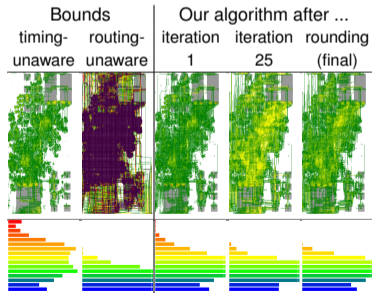 Bounds
Our algorithm after ...
timing-
unaware
routing-
unaware
iteration
1
iteration
25
rounding
(final)